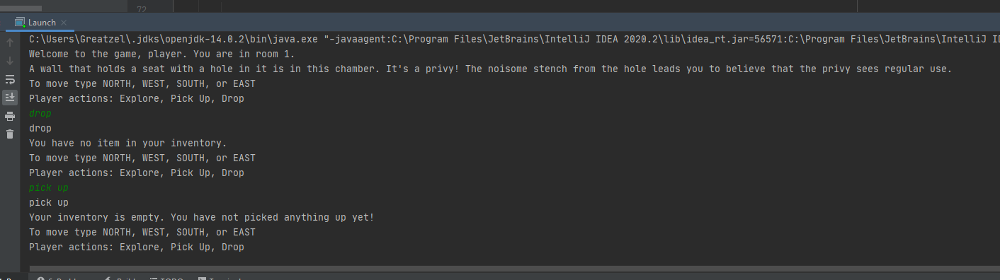 72
Launch
C:\Users\Greatzel\.jdks\openjdk-14.0.2\bin\java.exe "-javaagent:C:\Program Files\JetBrains\IntelliJ IDEA 2020.2\lib\idea_rt.jar=56571:C:\Program Files\JetBrains\IntelliJ
Welcome to the game, player. You are in room 1.
A wall that holds a seat with a hole in it is in this chamber. It's a privy! The noisome stench from the hole leads you to believe that the privy sees regular use.
To move type NORTH, WEST, SOUTH, or EAST
Player actions: Explore, Pick Up, Drop
drop
drop
You have no item in your inventory.
To move type NORTH, WEST, SOUTH, or EAST
Player actions: Explore, Pick Up, Drop
pick up
pick up
Your inventory is empty. You have not picked anything up yet!
To move type NORTH, WEST, SOUTH, or EAST
Player actions: Explore, Pick Up, Drop